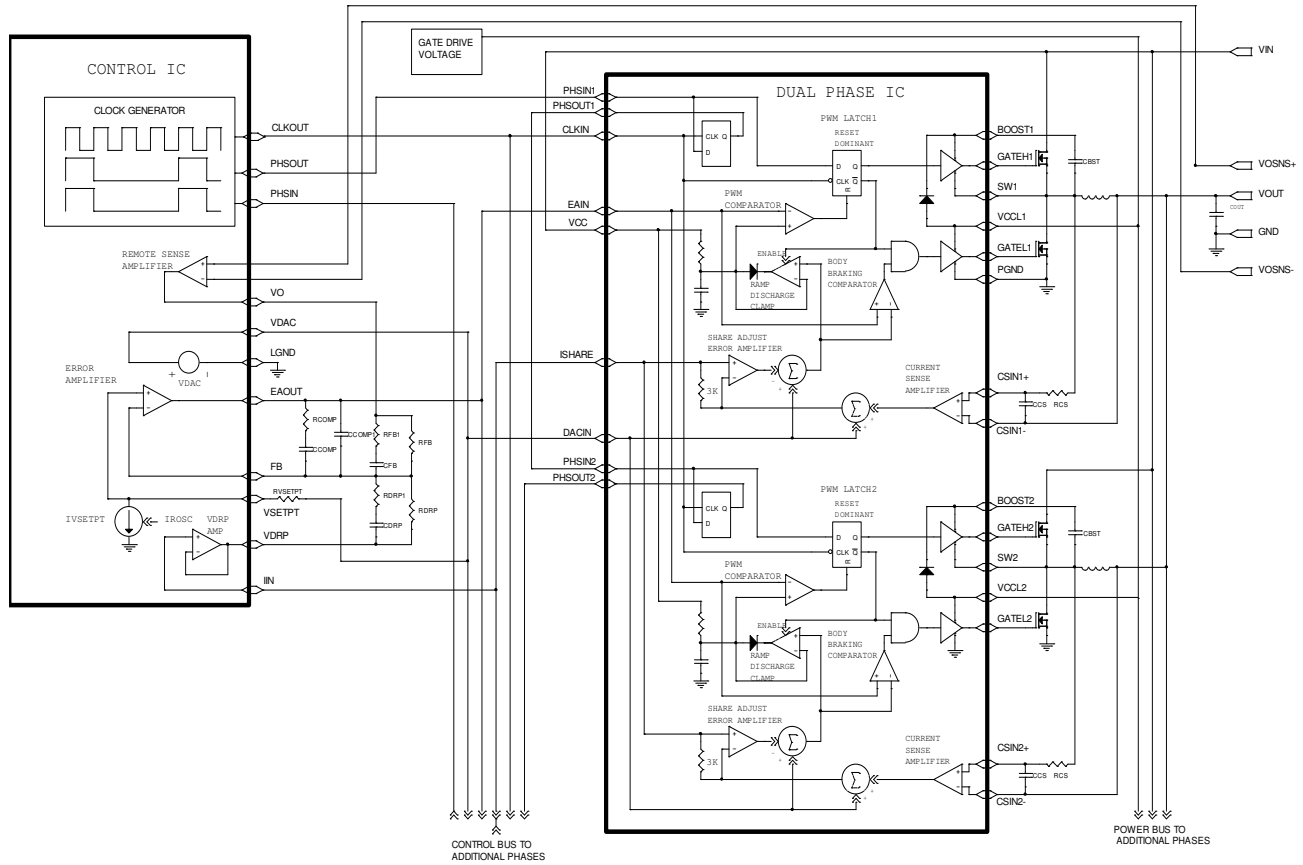 GATE DRIVE
VOLTAGE
VIN
CONTROL IC
CLOCK GENERATOR
CLKOUT
PHSOUT
PHSIN
REMOTE SENSE
AMPLIFIER
VO
VDAC
LGND
+ VDAC -
ERROR
AMPLIFIER
+
-
EAOUT
RCOMP
CCOMP
CCOMP1
RFB1
CFB
RFB
FB
RVSETPT
VSETPT
RDRP1
CDRP
RDRP
IVSETPT
IROSC
VDRP
AMP
VDRP
IIN
CONTROL BUS TO
ADDITIONAL PHASES
DUAL PHASE IC
PHSIN1
PHSOUT1
CLKIN
EAIN
VCC
ISHARE
DACIN
PHSIN2
PHSOUT2
CLK Q
D
PWM LATCH1
RESET
DOMINANT
D Q
CLK Q
R
PWM
COMPARATOR
ENABLE
RAMP
DISCHARGE
CLAMP
BODY
BRAKING
COMPARATOR
SHARE ADJUST
ERROR AMPLIFIER
3K
CURRENT
SENSE
AMPLIFIER
BOOST1
GATEH1
SW1
VCCL1
GATEL1
PGND
CSIN1+
CSIN1-
CBST
CCS
RCS
VOSNS+
VOUT
COUT
GND
VOSNS-
CLK Q
D
PWM LATCH2
RESET
DOMINANT
D Q
CLK Q
R
PWM
COMPARATOR
ENABLE
RAMP
DISCHARGE
CLAMP
BODY
BRAKING
COMPARATOR
SHARE ADJUST
ERROR AMPLIFIER
3K
CURRENT
SENSE
AMPLIFIER
BOOST2
GATEH2
SW2
VCCL2
GATEL2
CSIN2+
CSIN2-
CBST
CCS
RCS
POWER BUS TO
ADDITIONAL PHASES